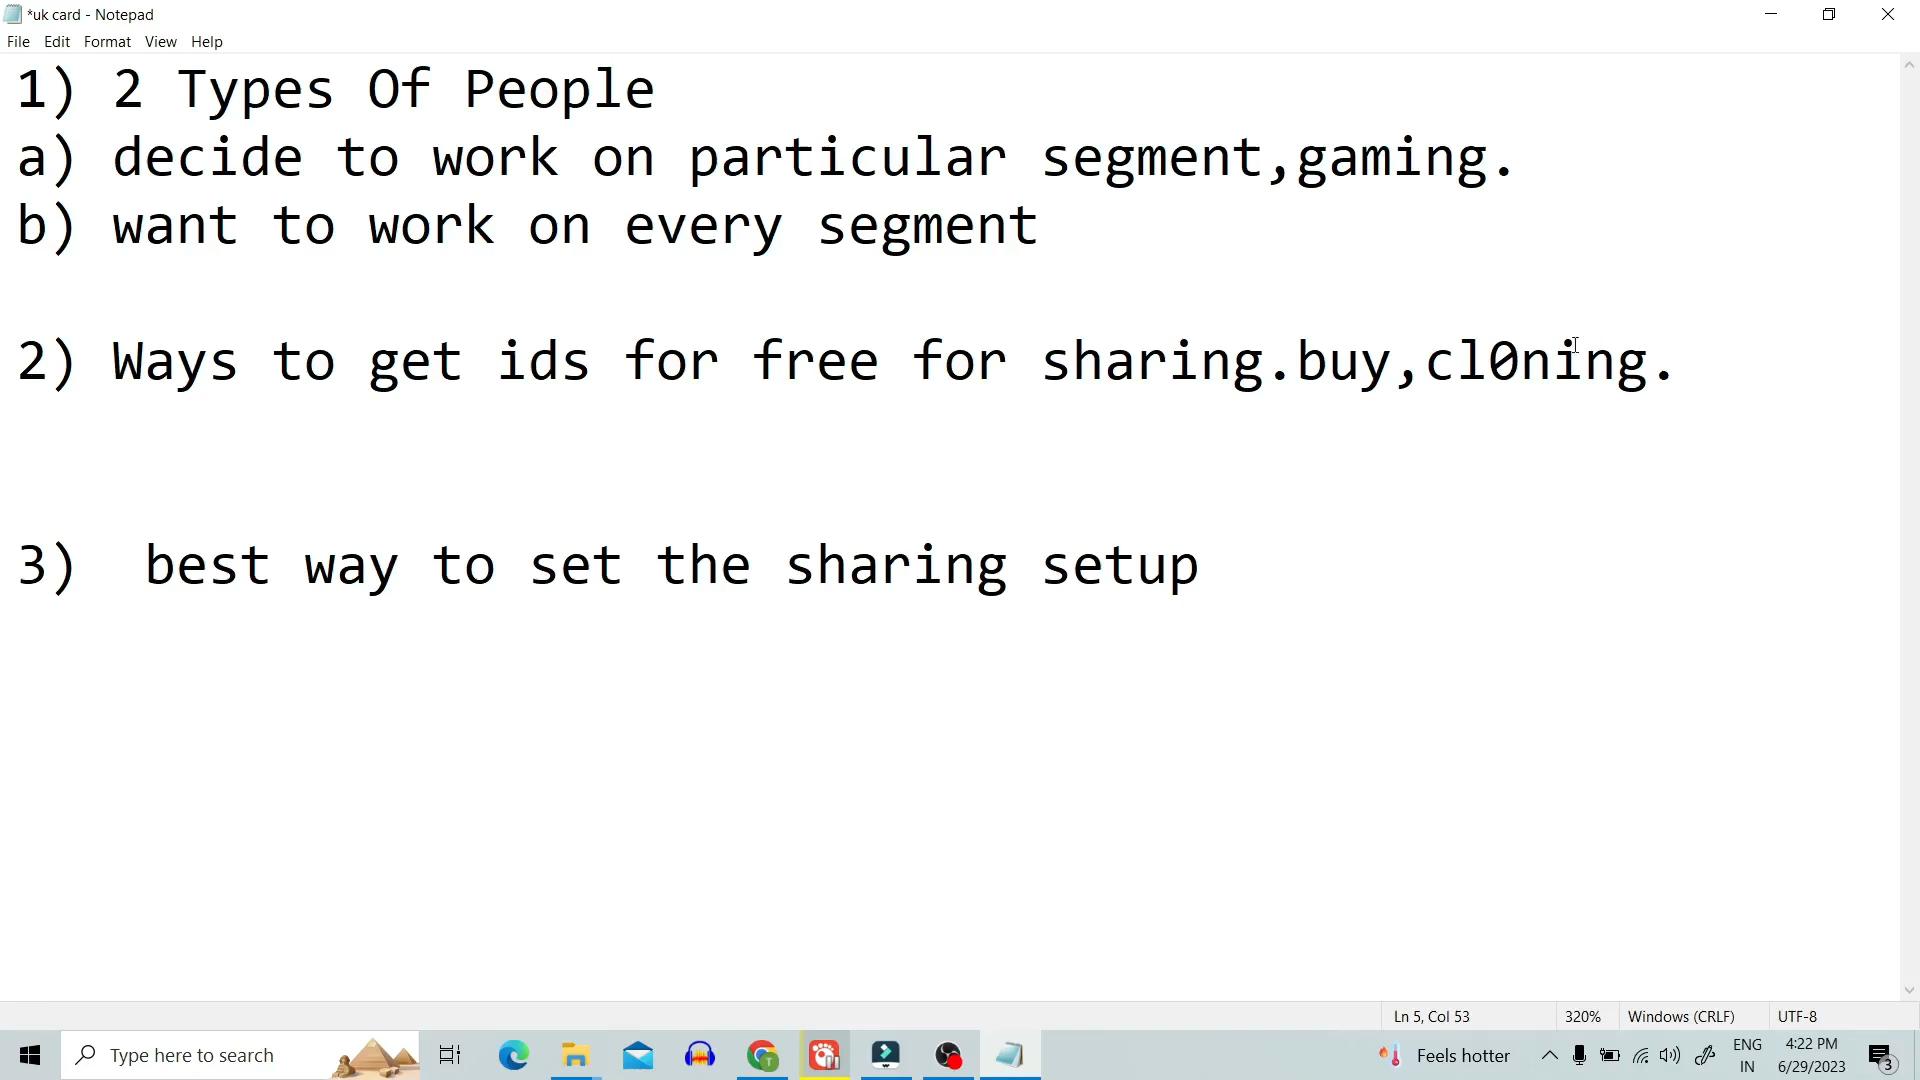 *uk card - Notepad
File Edit Format View Help
1) 2 Types Of People
a) decide to work on particular segment,gaming.
b) want to work on every segment
2) Ways to get ids for free for sharing.buy,cl0ning.
3)  best way to set the sharing setup
Ln 5, Col 53 320% Windows (CRLF) UTF-8
Type here to search
Feels hotter
ENG
IN
4:22 PM
6/29/2023
3